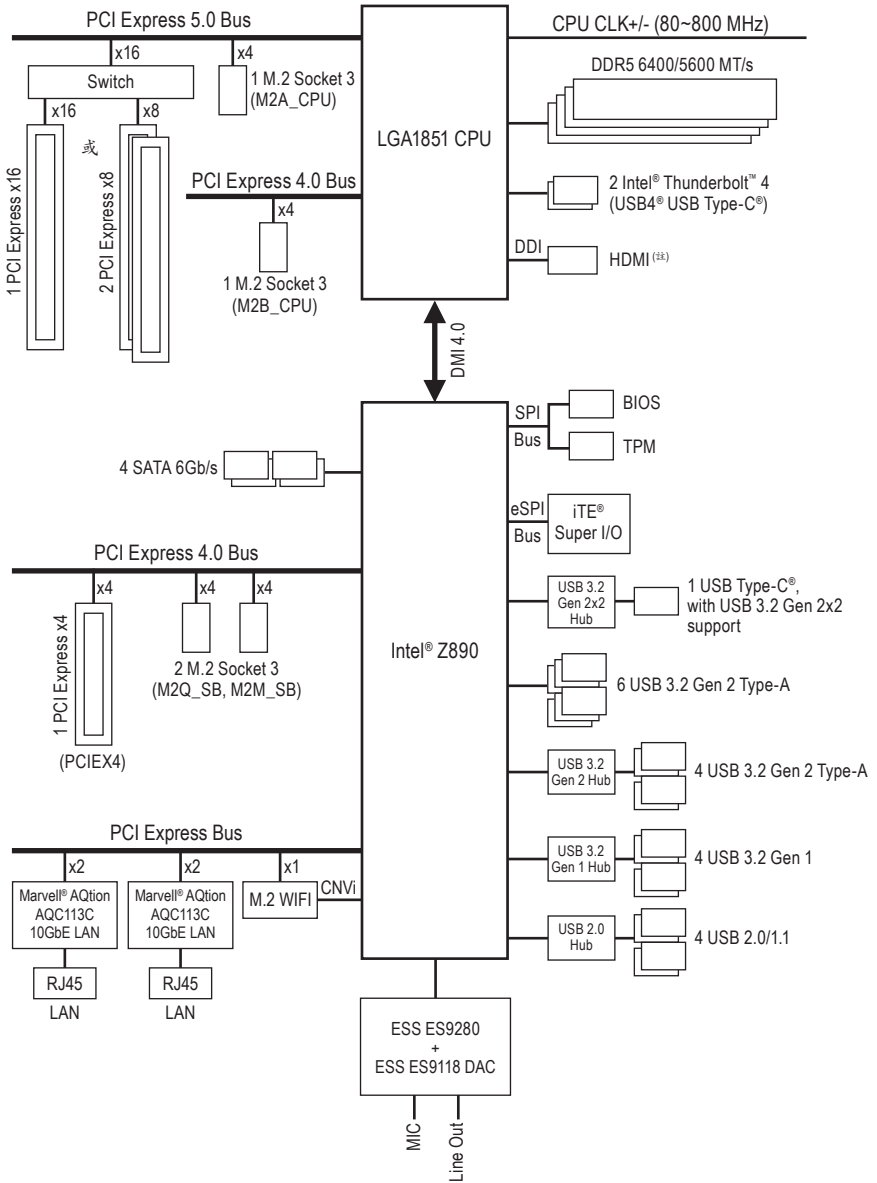 PCI Express 5.0 Bus
CPU CLK+/- (80~800 MHz)
x16
x4
Switch
1 M.2 Socket 3
(M2A_CPU)
DDR5 6400/5600 MT/s
x16
x8
或
1 PCI Express x16
2 PCI Express x8
LGA1851 CPU
PCI Express 4.0 Bus
x4
1 M.2 Socket 3
(M2B_CPU)
2 Intel® Thunderbolt™ 4
(USB4® USB Type-C®)
DDI
HDMI (註)
DMI 4.0
SPI
Bus
BIOS
TPM
4 SATA 6Gb/s
eSPI
Bus
iTE®
Super I/O
PCI Express 4.0 Bus
x4
x4
x4
1 PCI Express x4
(PCIEX4)
2 M.2 Socket 3
(M2Q_SB, M2M_SB)
Intel® Z890
USB 3.2
Gen 2x2
Hub
1 USB Type-C®,
with USB 3.2 Gen 2x2
support
6 USB 3.2 Gen 2 Type-A
USB 3.2
Gen 2 Hub
4 USB 3.2 Gen 2 Type-A
PCI Express Bus
x2
x2
x1
Marvell® AQtion
AQC113C
10GbE LAN
Marvell® AQtion
AQC113C
10GbE LAN
M.2 WIFI
CNVi
RJ45
LAN
RJ45
LAN
USB 3.2
Gen 1 Hub
4 USB 3.2 Gen 1
USB 2.0
Hub
4 USB 2.0/1.1
ESS ES9280
+
ESS ES9118 DAC
MIC
Line Out